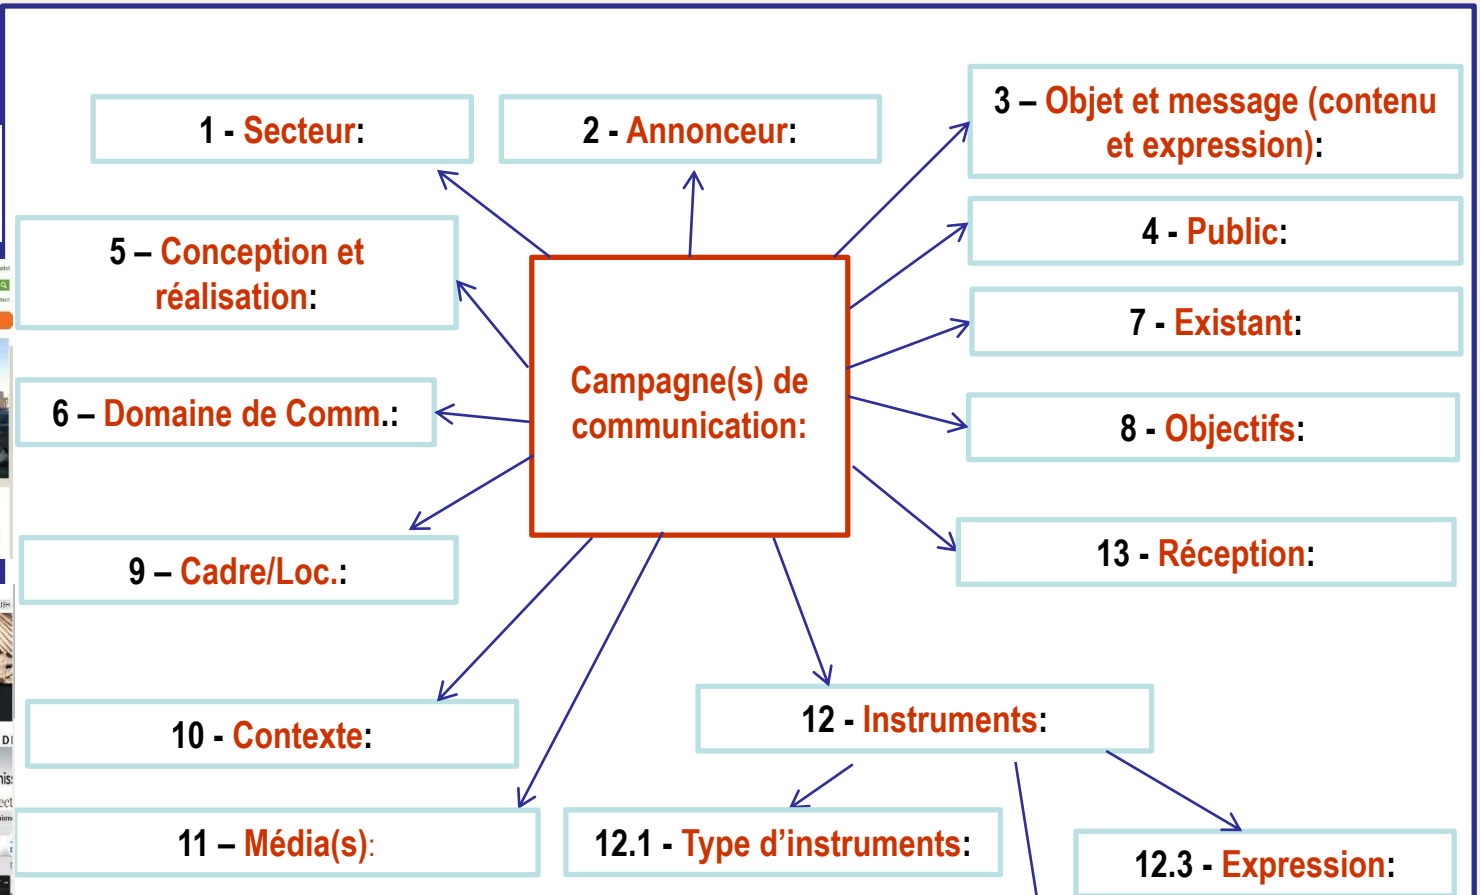 1 - Secteur:
2 - Annonceur:
3 – Objet et message (contenu
et expression):
5 – Conception et
réalisation:
4 - Public:
7 - Existant:
Campagne(s) de
communication:
6 – Domaine de Comm.:
8 - Objectifs:
9 – Cadre/Loc.:
13 - Réception:
10 - Contexte:
12 - Instruments:
11 – Média(s):
12.1 - Type d’instruments:
12.3 - Expression: